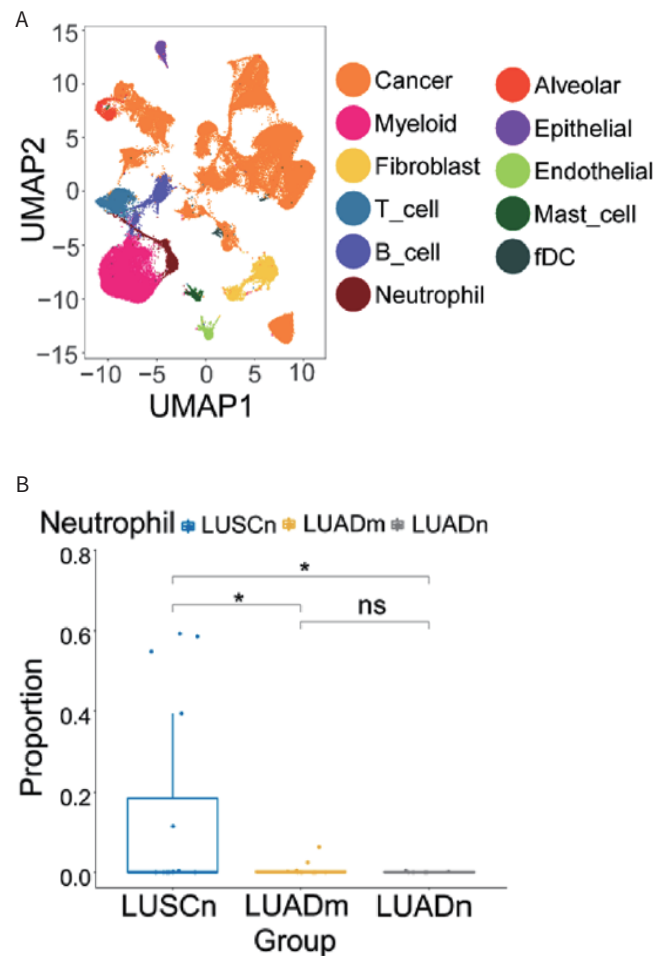 A
15
10
5
0
−5
−10
−15
UMAP2
−10 −5 0 5 10
UMAP1
Cancer
Myeloid
Fibroblast
T_cell
B_cell
Neutrophil
Alveolar
Epithelial
Endothelial
Mast_cell
fDC
B
Neutrophil LUSCn LUADm LUADn
0.8
0.6
0.4
0.2
0.0
Proportion
*
*
ns
LUSCn LUADm LUADn
Group